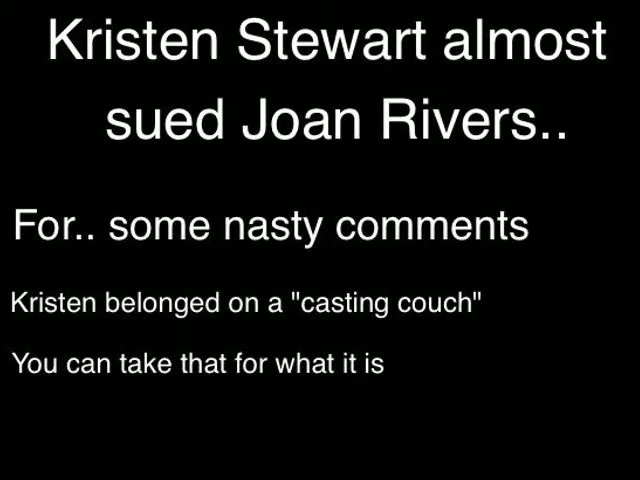 Kristen Stewart almost
sued Joan Rivers..
For.. some nasty comments
Kristen belonged on a "casting couch"
You can take that for what it is